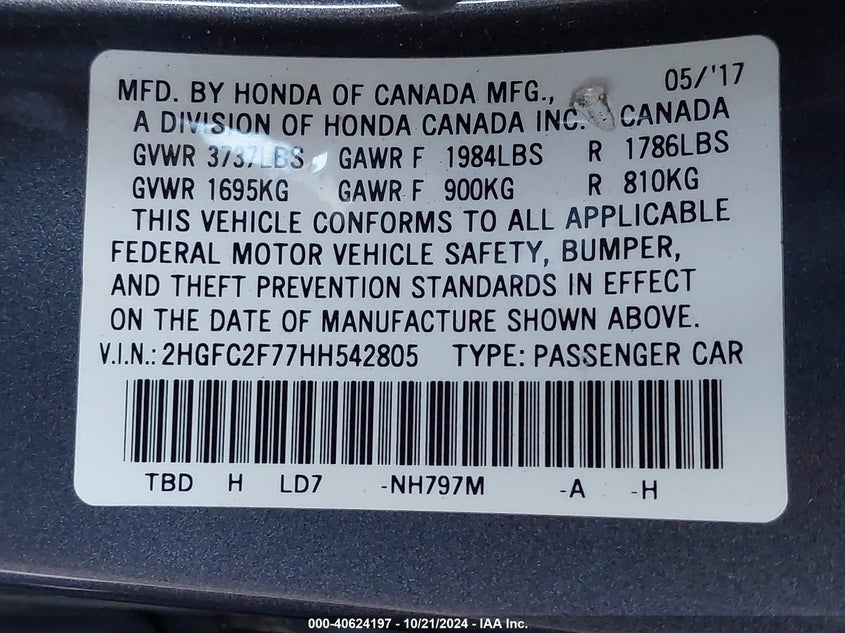 MFD. BY HONDA OF CANADA MFG., 05/'17
A DIVISION OF HONDA CANADA INC. CANADA
GVWR 3737LBS GAWR F 1984LBS R 1786LBS
GVWR 1695KG GAWR F 900KG R 810KG
THIS VEHICLE CONFORMS TO ALL APPLICABLE
FEDERAL MOTOR VEHICLE SAFETY, BUMPER,
AND THEFT PREVENTION STANDARDS IN EFFECT
ON THE DATE OF MANUFACTURE SHOWN ABOVE.
V.I.N.: 2HGFC2F77HH542805 TYPE: PASSENGER CAR
TBD H LD7 -NH797M -A -H
000-40624197 - 10/21/2024 - IAA Inc.